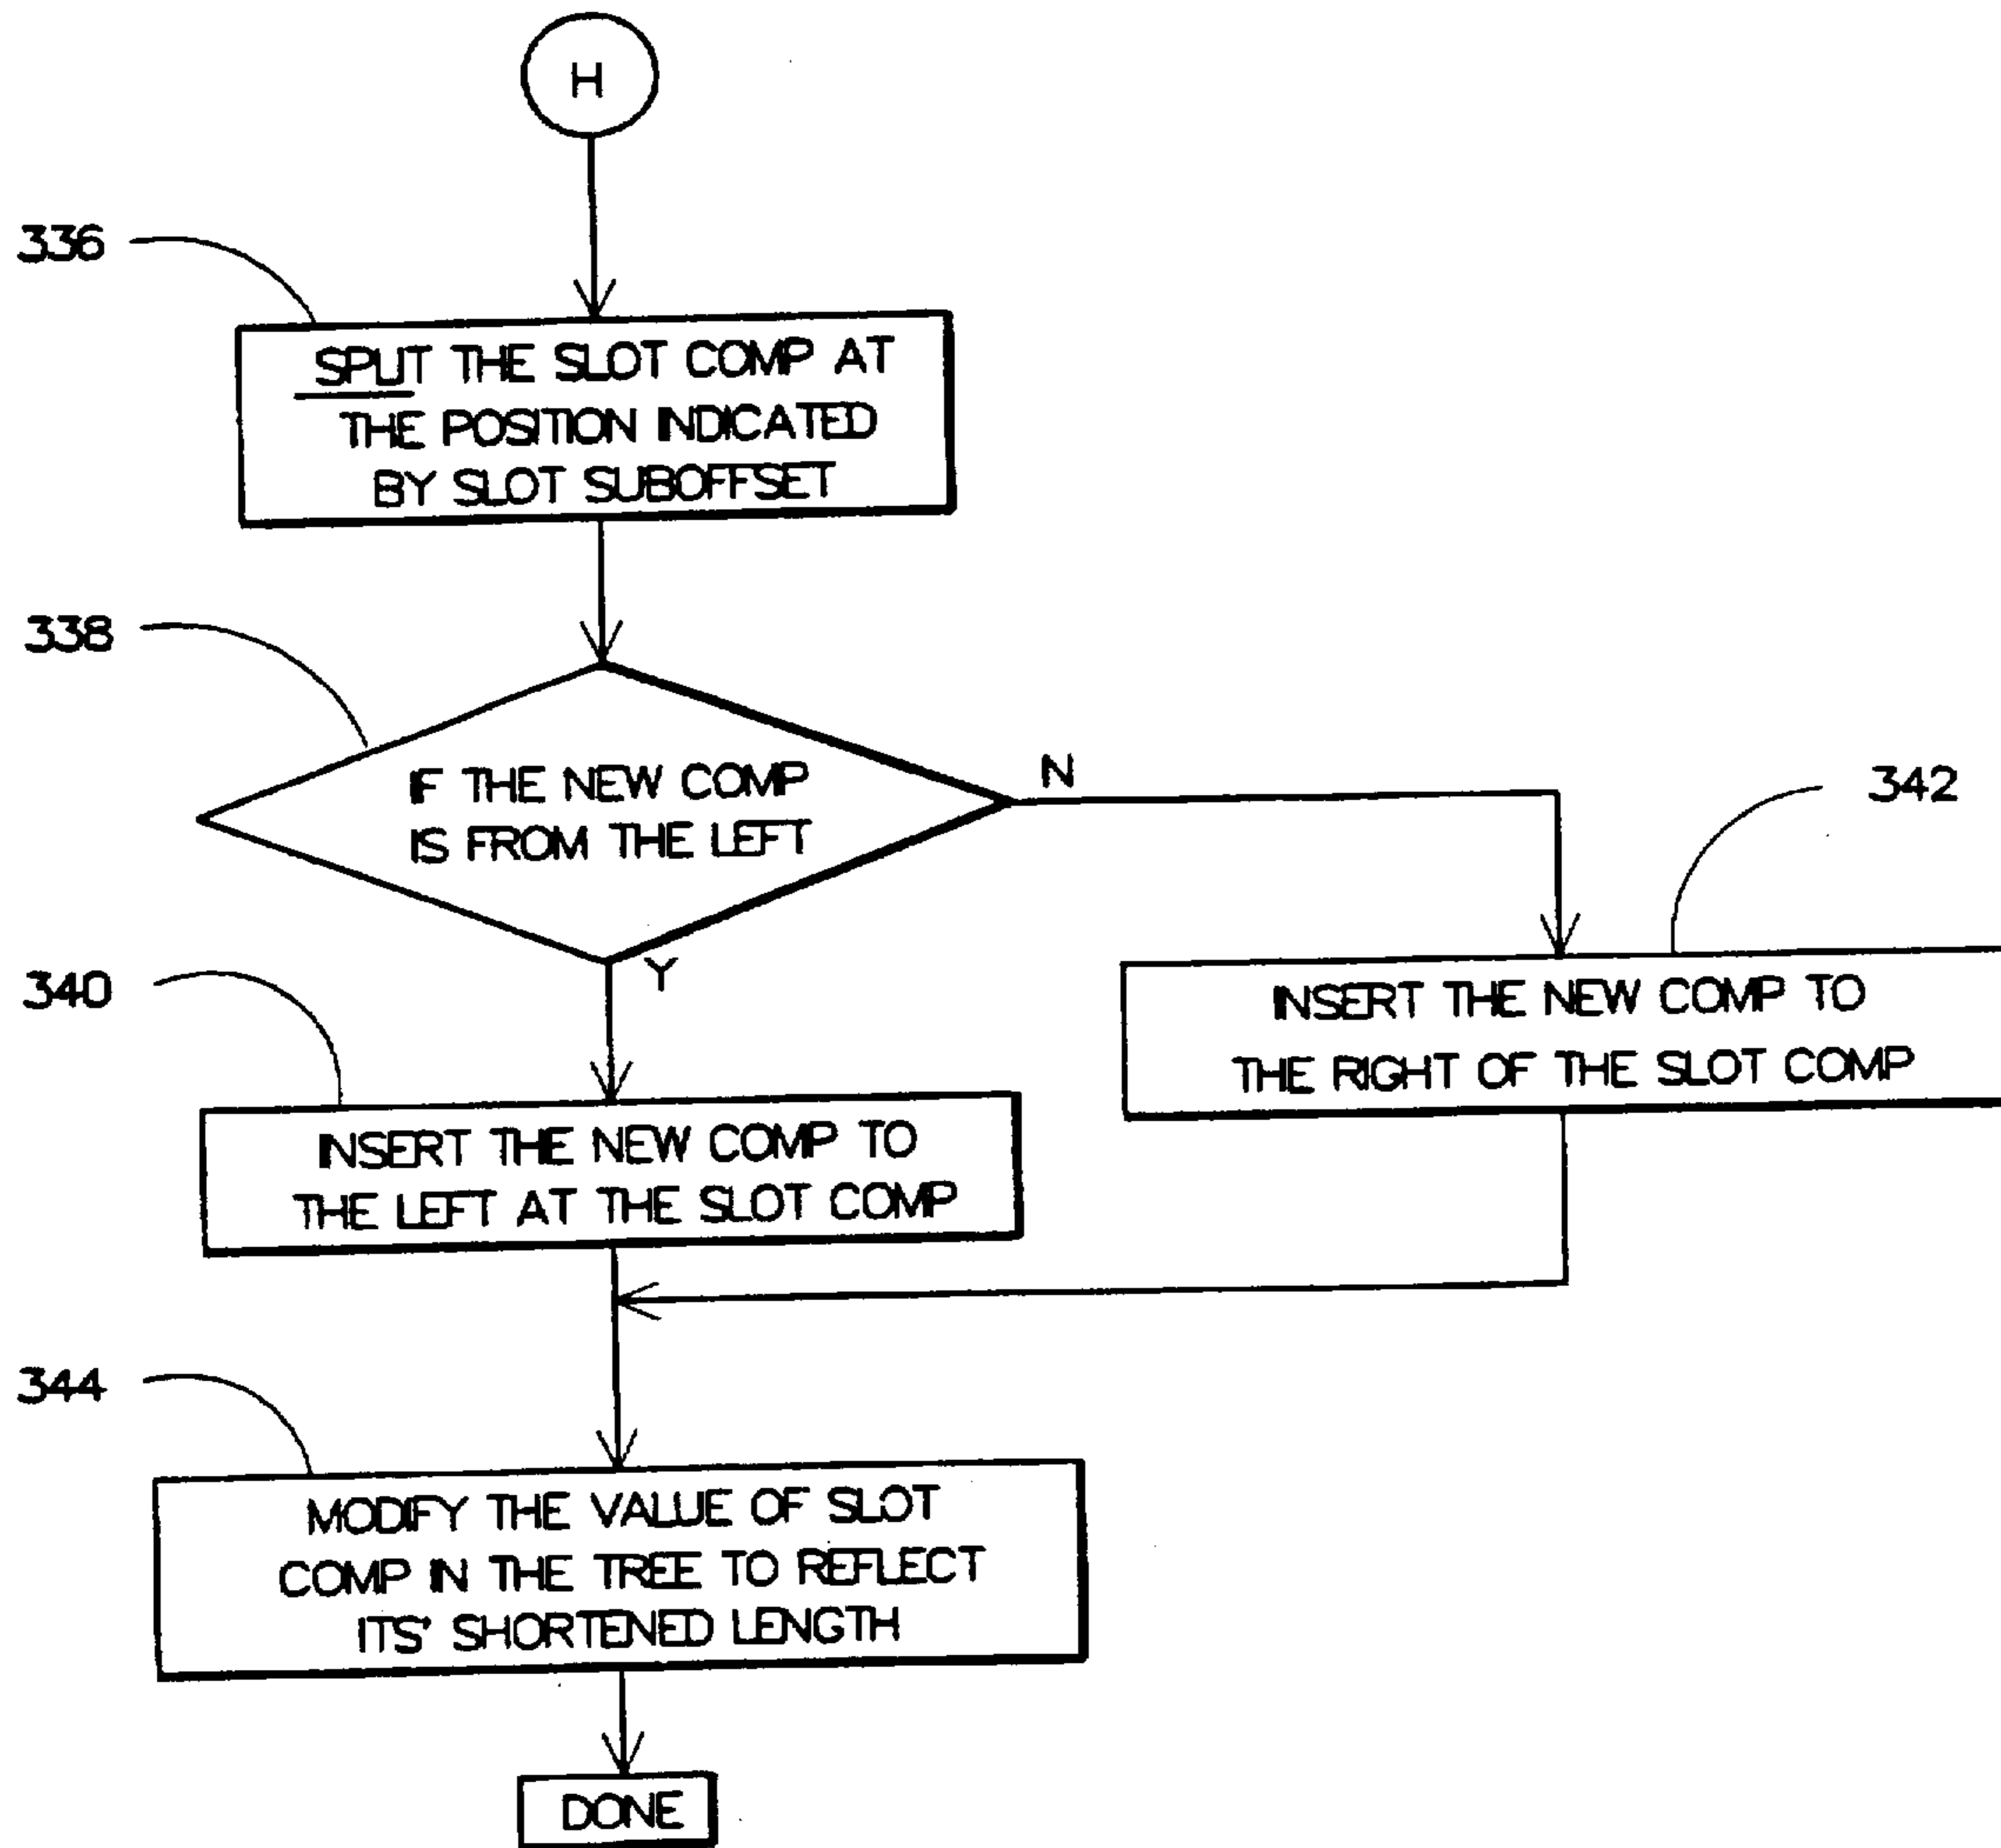 H
336
SPLIT THE SLOT COMP AT
THE POSITION INDICATED
BY SLOT SUBOFFSET
338
IF THE NEW COMP
IS FROM THE LEFT
N
Y
342
INSERT THE NEW COMP TO
THE RIGHT OF THE SLOT COMP
340
INSERT THE NEW COMP TO
THE LEFT AT THE SLOT COMP
344
MODIFY THE VALUE OF SLOT
COMP IN THE TREE TO REFLECT
ITS' SHORTENED LENGTH
DONE